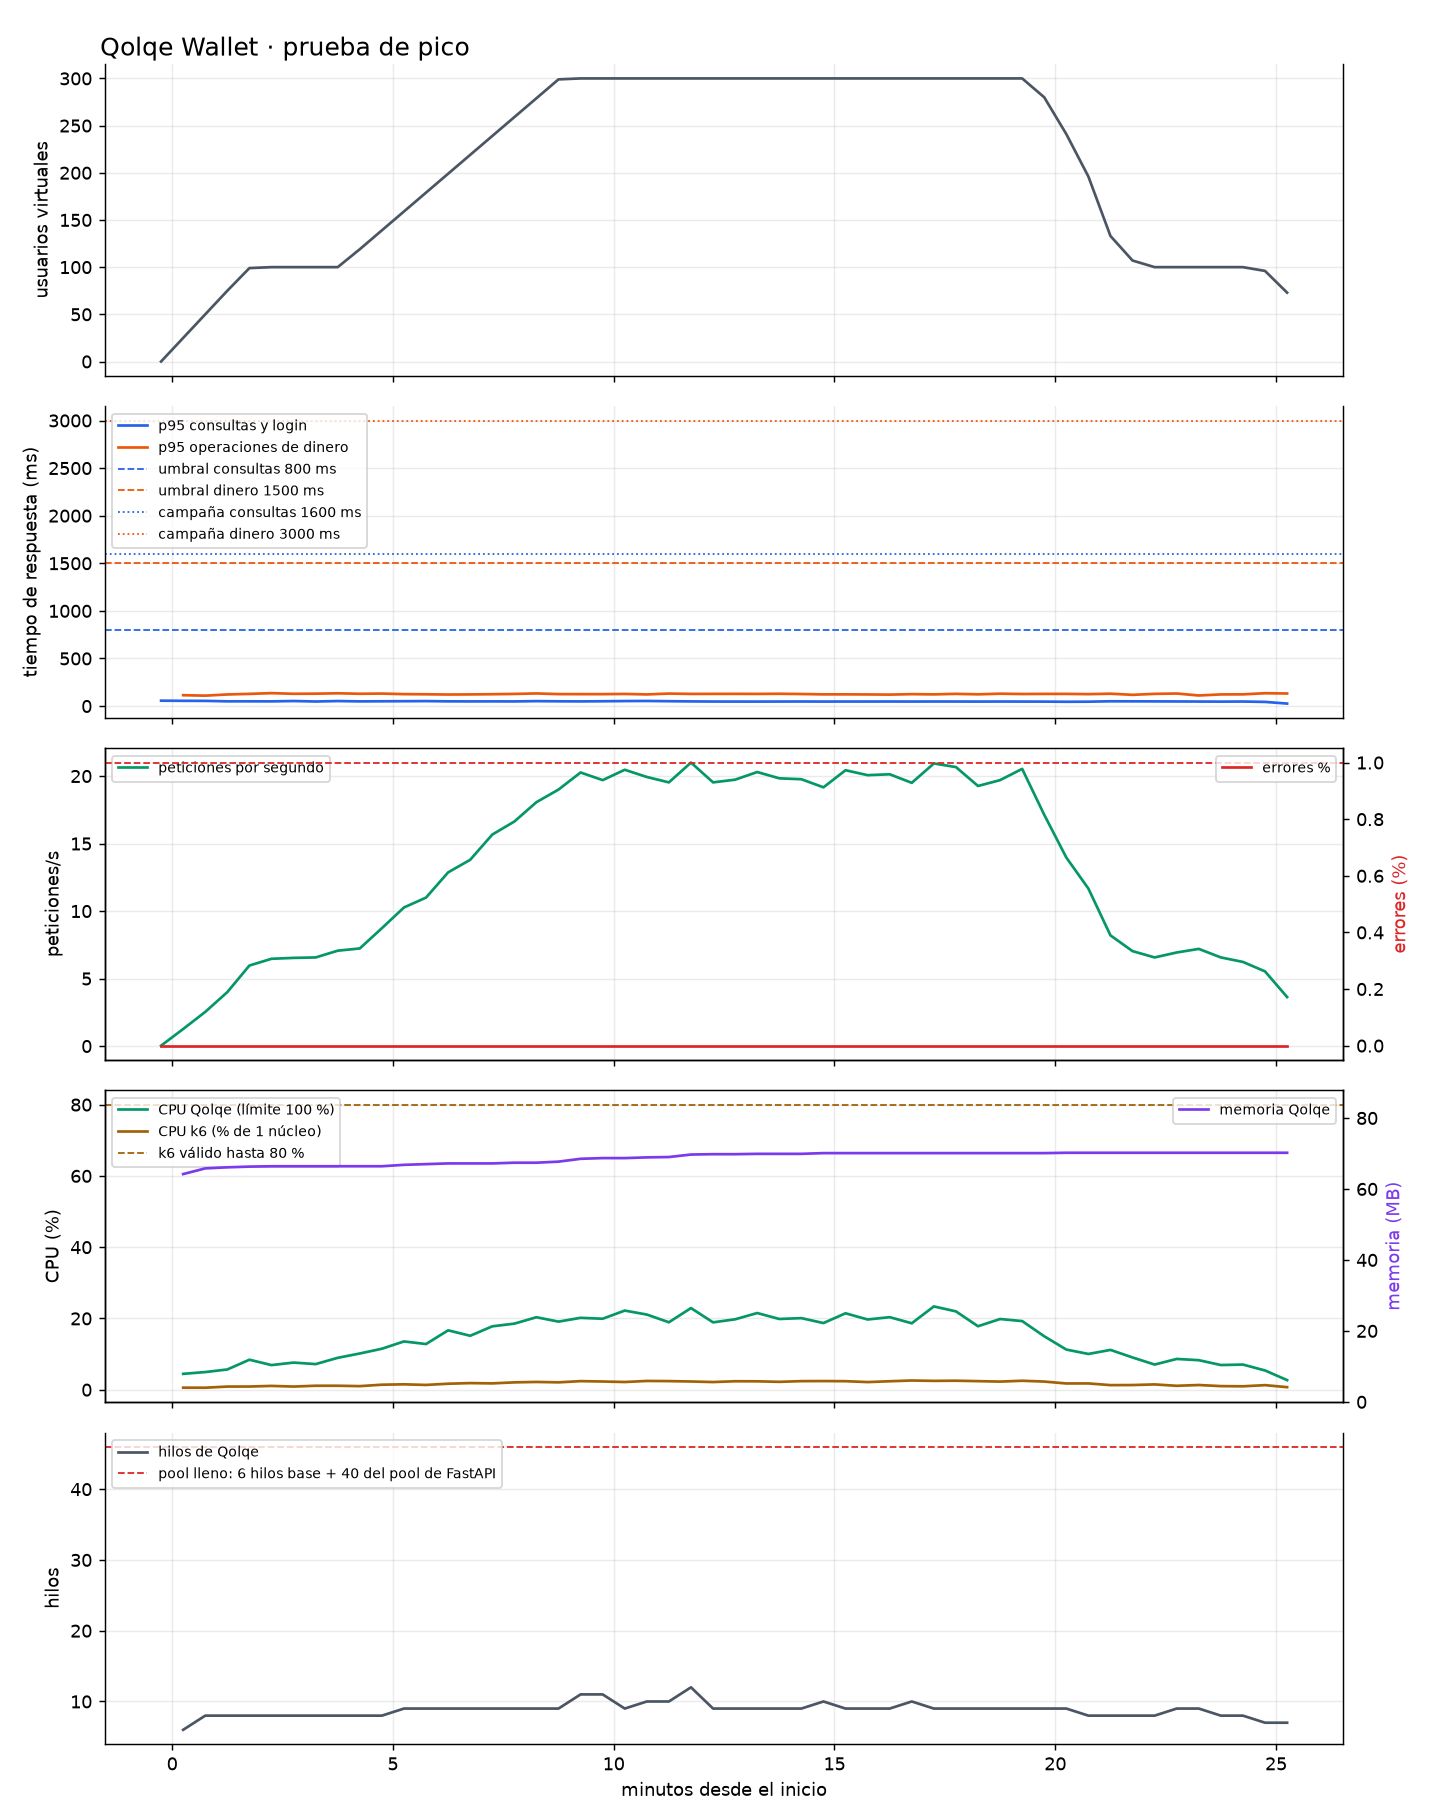 Qolqe Wallet · prueba de pico
usuarios virtuales
300
250
200
150
100
50
0
tiempo de respuesta (ms)
3000
2500
2000
1500
1000
500
0
p95 consultas y login
p95 operaciones de dinero
umbral consultas 800 ms
umbral dinero 1500 ms
campaña consultas 1600 ms
campaña dinero 3000 ms
peticiones/s
20
15
10
5
0
peticiones por segundo
errores %
1.0
0.8
0.6
0.4
0.2
0.0
errores (%)
CPU (%)
80
60
40
20
0
CPU Qolqe (límite 100 %)
CPU k6 (% de 1 núcleo)
k6 válido hasta 80 %
memoria Qolqe
80
60
40
20
0
memoria (MB)
hilos
40
30
20
10
hilos de Qolqe
pool lleno: 6 hilos base + 40 del pool de FastAPI
0
5
10
15
20
25
minutos desde el inicio